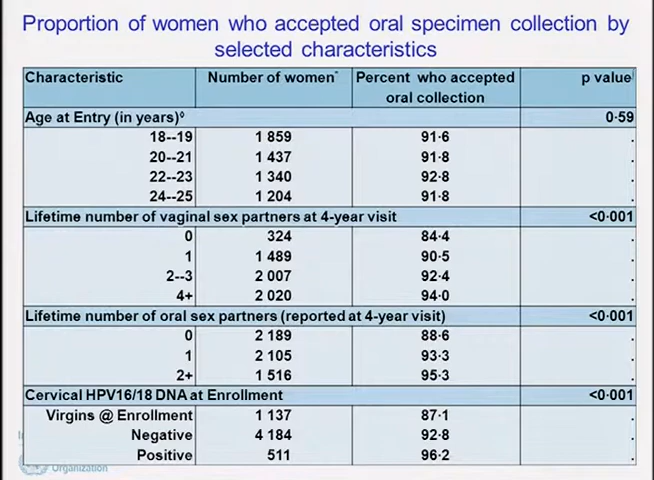 Proportion of women who accepted oral specimen collection by
selected characteristics
Characteristic Number of women* Percent who accepted p value
oral collection
Age at Entry (in years)◊ 0·59
18--19 1 859 91·6 .
20--21 1 437 91·8 .
22--23 1 340 92·8 .
24--25 1 204 91·8 .
Lifetime number of vaginal sex partners at 4-year visit <0·001
0 324 84·4 .
1 1 489 90·5 .
2--3 2 007 92·4 .
4+ 2 020 94·0 .
Lifetime number of oral sex partners (reported at 4-year visit) <0·001
0 2 189 88·6 .
1 2 105 93·3 .
2+ 1 516 95·3 .
Cervical HPV16/18 DNA at Enrollment <0·001
Virgins @ Enrollment 1 137 87·1 .
Negative 4 184 92·8 .
Positive 511 96·2 .
Organization